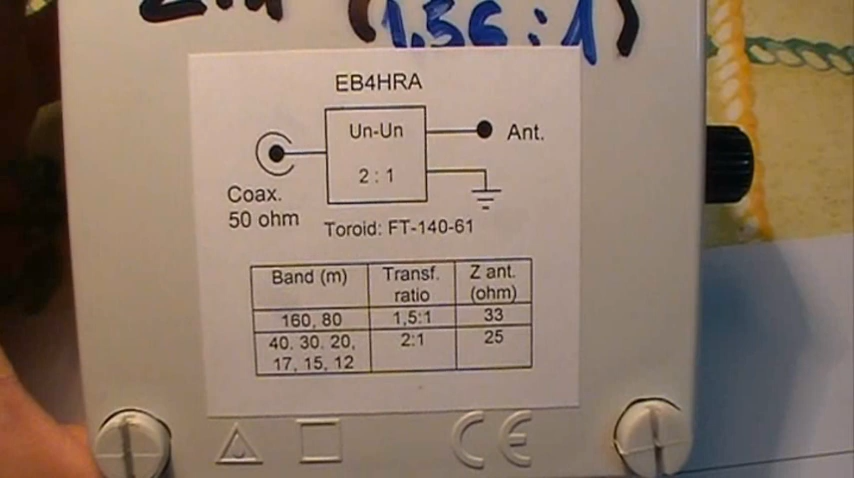 (1,56:1)
EB4HRA
Un-Un
2 : 1
Ant.
Coax.
50 ohm
Toroid: FT-140-61
Band (m) Transf. ratio Z ant. (ohm)
160, 80 1,5:1 33
40. 30. 20, 17, 15, 12 2:1 25
CE